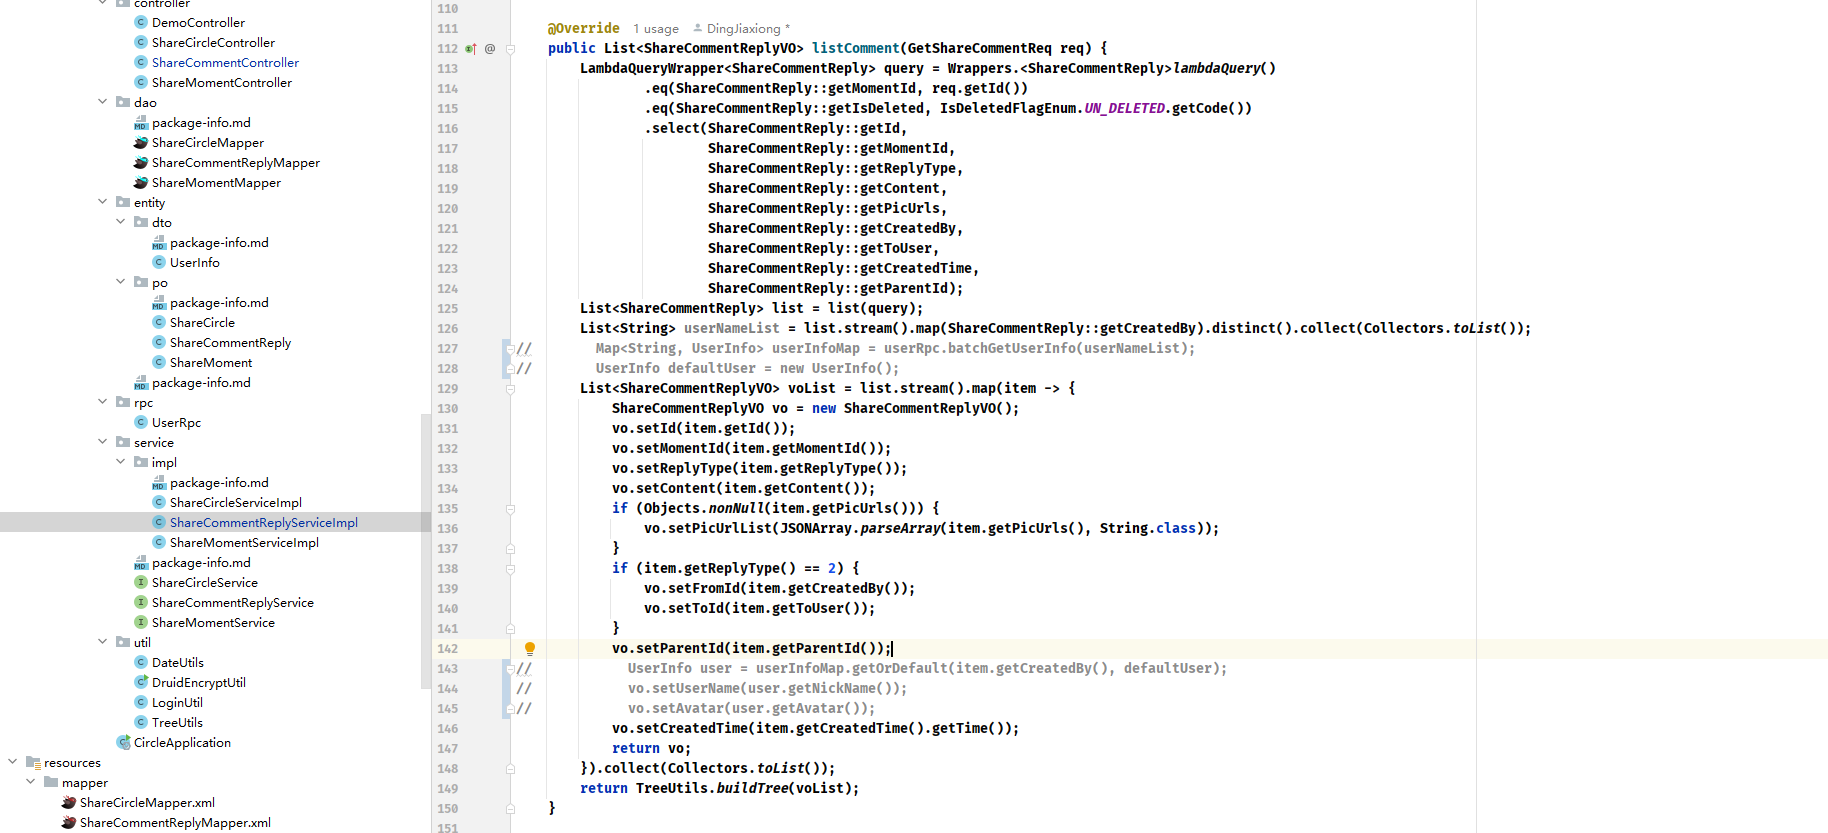 controller
DemoController
ShareCircleController
ShareCommentController
ShareMomentController
dao
package-info.md
ShareCircleMapper
ShareCommentReplyMapper
ShareMomentMapper
entity
dto
package-info.md
UserInfo
po
package-info.md
ShareCircle
ShareCommentReply
ShareMoment
package-info.md
rpc
UserRpc
service
impl
package-info.md
ShareCircleServiceImpl
ShareCommentReplyServiceImpl
ShareMomentServiceImpl
package-info.md
ShareCircleService
ShareCommentReplyService
ShareMomentService
util
DateUtils
DruidEncryptUtil
LoginUtil
TreeUtils
CircleApplication
resources
mapper
ShareCircleMapper.xml
ShareCommentReplyMapper.xml
110
111 @Override 1 usage DingJiaxiong *
112 @ public List<ShareCommentReplyVO> listComment(GetShareCommentReq req) {
113 LambdaQueryWrapper<ShareCommentReply> query = Wrappers.<ShareCommentReply>lambdaQuery()
114 .eq(ShareCommentReply::getMomentId, req.getId())
115 .eq(ShareCommentReply::getIsDeleted, IsDeletedFlagEnum.UN_DELETED.getCode())
116 .select(ShareCommentReply::getId,
117 ShareCommentReply::getMomentId,
118 ShareCommentReply::getReplyType,
119 ShareCommentReply::getContent,
120 ShareCommentReply::getPicUrls,
121 ShareCommentReply::getCreatedBy,
122 ShareCommentReply::getToUser,
123 ShareCommentReply::getCreatedTime,
124 ShareCommentReply::getParentId);
125 List<ShareCommentReply> list = list(query);
126 List<String> userNameList = list.stream().map(ShareCommentReply::getCreatedBy).distinct().collect(Collectors.toList());
127 // Map<String, UserInfo> userInfoMap = userRpc.batchGetUserInfo(userNameList);
128 // UserInfo defaultUser = new UserInfo();
129 List<ShareCommentReplyVO> voList = list.stream().map(item -> {
130 ShareCommentReplyVO vo = new ShareCommentReplyVO();
131 vo.setId(item.getId());
132 vo.setMomentId(item.getMomentId());
133 vo.setReplyType(item.getReplyType());
134 vo.setContent(item.getContent());
135 if (Objects.nonNull(item.getPicUrls())) {
136 vo.setPicUrlList(JSONArray.parseArray(item.getPicUrls(), String.class));
137 }
138 if (item.getReplyType() == 2) {
139 vo.setFromId(item.getCreatedBy());
140 vo.setToId(item.getToUser());
141 }
142 vo.setParentId(item.getParentId());
143 // UserInfo user = userInfoMap.getOrDefault(item.getCreatedBy(), defaultUser);
144 // vo.setUserName(user.getNickName());
145 // vo.setAvatar(user.getAvatar());
146 vo.setCreatedTime(item.getCreatedTime().getTime());
147 return vo;
148 }).collect(Collectors.toList());
149 return TreeUtils.buildTree(voList);
150 }
151